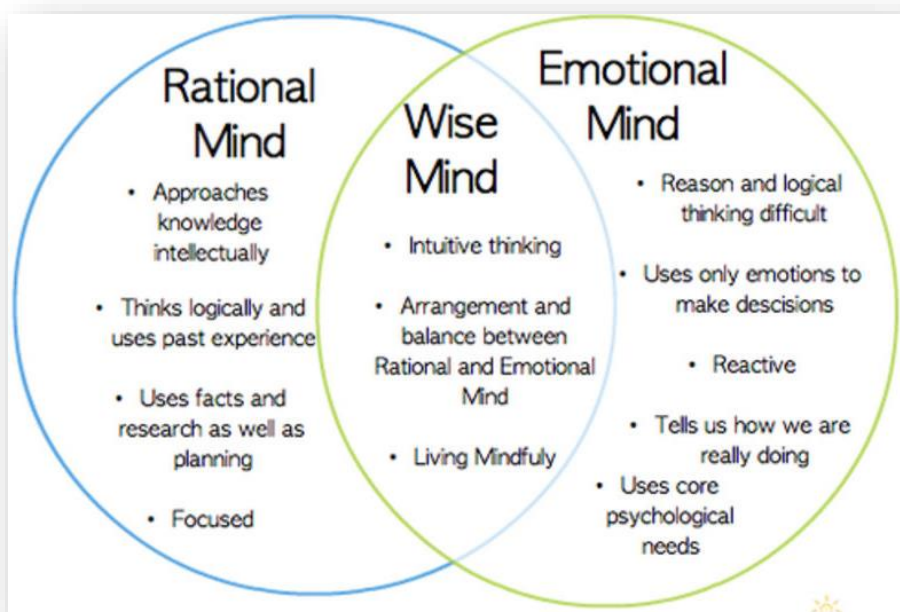 Rational
Mind
• Approaches
knowledge
intellectually
• Thinks logically and
uses past experience
• Uses facts and
research as well as
planning
• Focused
Wise
Mind
• Intuitive thinking
• Arrangement and
balance between
Rational and Emotional
Mind
• Living Mindfuly
Emotional
Mind
• Reason and logical
thinking difficult
• Uses only emotions to
make descisions
• Reactive
• Tells us how we are
really doing
• Uses core
psychological
needs